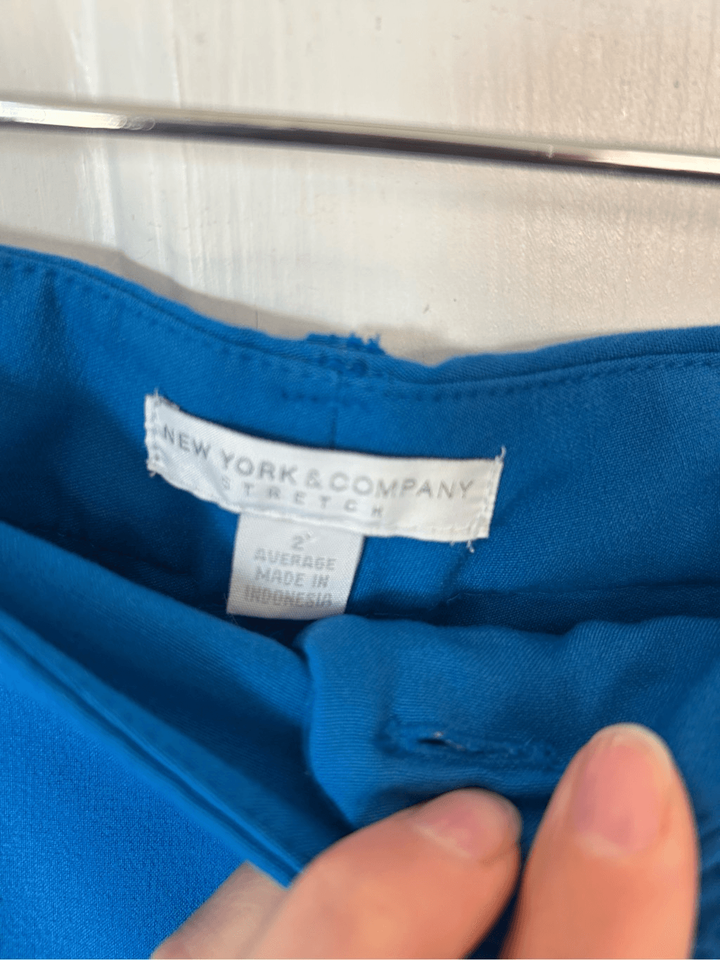 NEW YORK & COMPANY
STRETCH
2
AVERAGE
MADE IN
INDONESIA